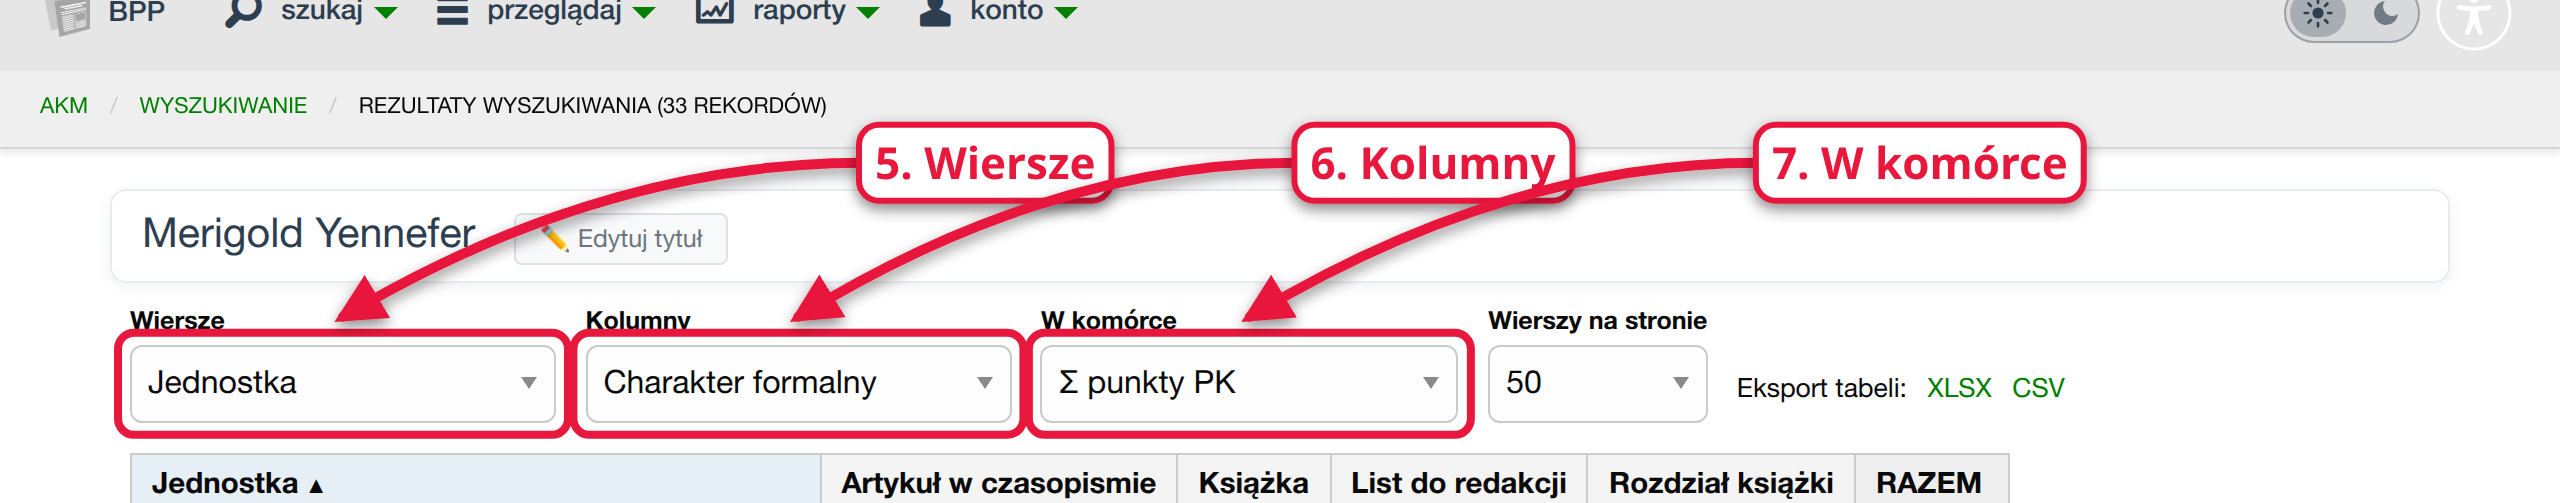 BPP szukaj przeglądaj raporty konto
AKM / WYSZUKIWANIE / REZULTATY WYSZUKIWANIA (33 REKORDÓW)
5. Wiersze 6. Kolumny 7. W komórce
Merigold Yennefer ✏️ Edytuj tytuł
Wiersze Kolumny W komórce Wierszy na stronie
Jednostka Charakter formalny Σ punkty PK 50 Eksport tabeli: XLSX CSV
Jednostka ▲ Artykuł w czasopismie Książka List do redakcji Rozdział książki RAZEM